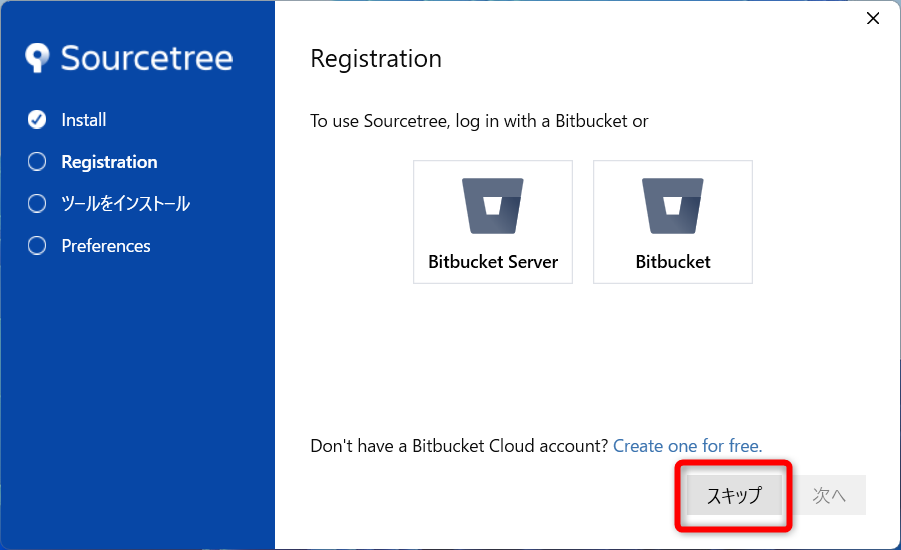 Sourcetree
Install
Registration
ツールをインストール
Preferences
Registration
To use Sourcetree, log in with a Bitbucket or
Bitbucket Server
Bitbucket
Don't have a Bitbucket Cloud account? Create one for free.
スキップ
次へ